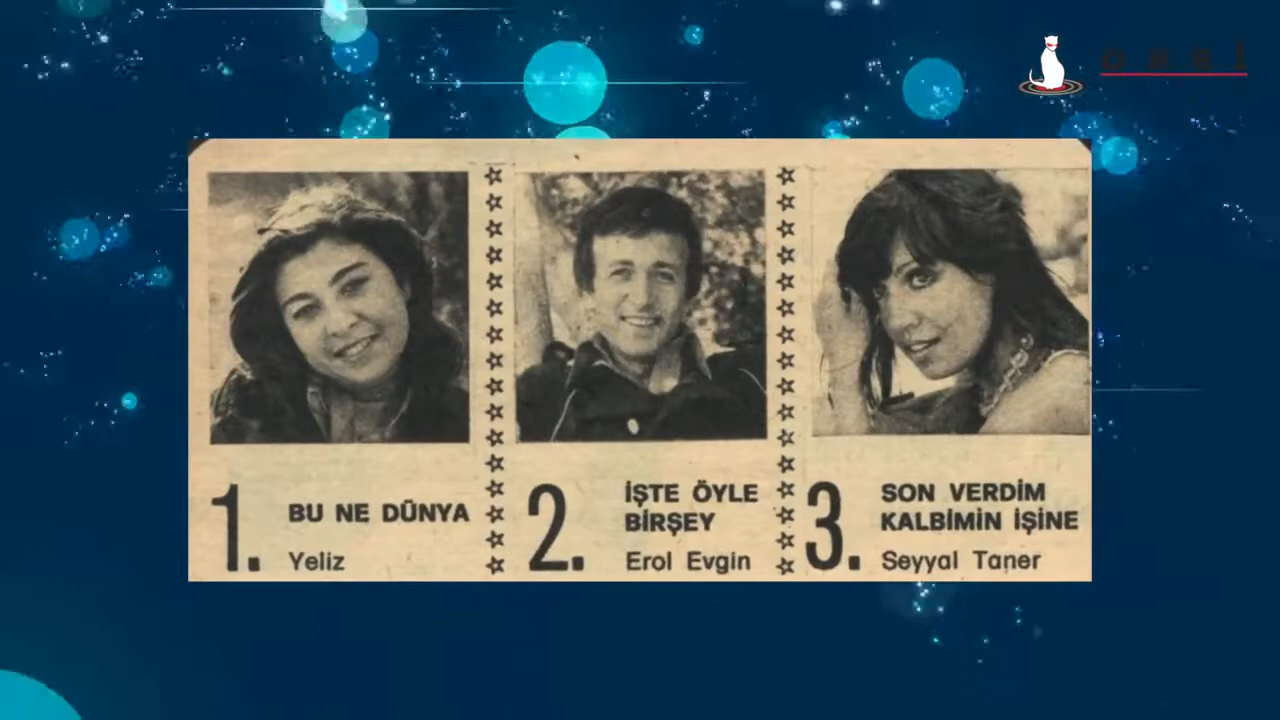 1.
BU NE DÜNYA
Yeliz
2.
İŞTE ÖYLE
BİRŞEY
Erol Evgin
3.
SON VERDİM
KALBİMİN İŞİNE
Seyyal Taner